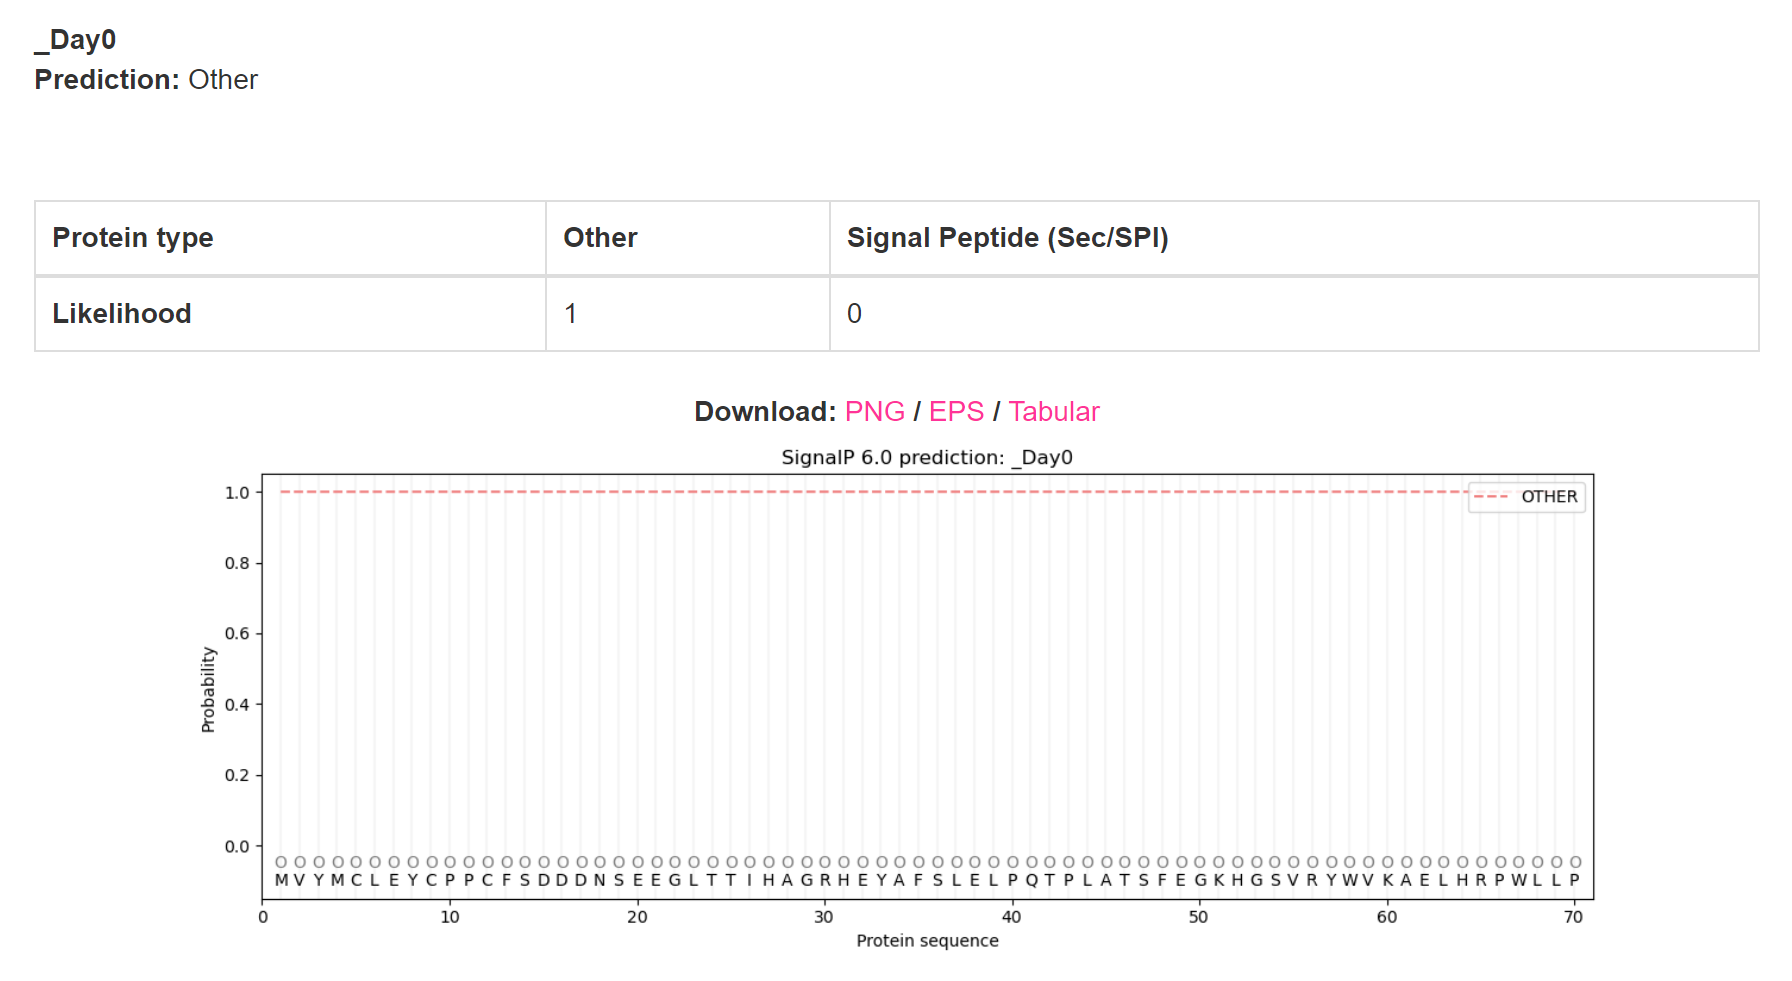 _Day0
Prediction: Other
Protein type Other Signal Peptide (Sec/SPI)
Likelihood 1 0
Download: PNG / EPS / Tabular
SignalP 6.0 prediction: _Day0
OTHER
1.0
0.8
0.6
0.4
0.2
0.0
Probability
O O O O O O O O O O O O O O O O O O O O O O O O O O O O O O O O O O O O O O O O O O O O O O O O O O O O O O O O O O O O O O O O O O O O O O
M V Y M C L E Y C P P C F S D D D N S E E G L T T I H A G R H E Y A F S L E L P Q T P L A T S F E G K H G S V R Y W V K A E L H R P W L L P
0 10 20 30 40 50 60 70
Protein sequence